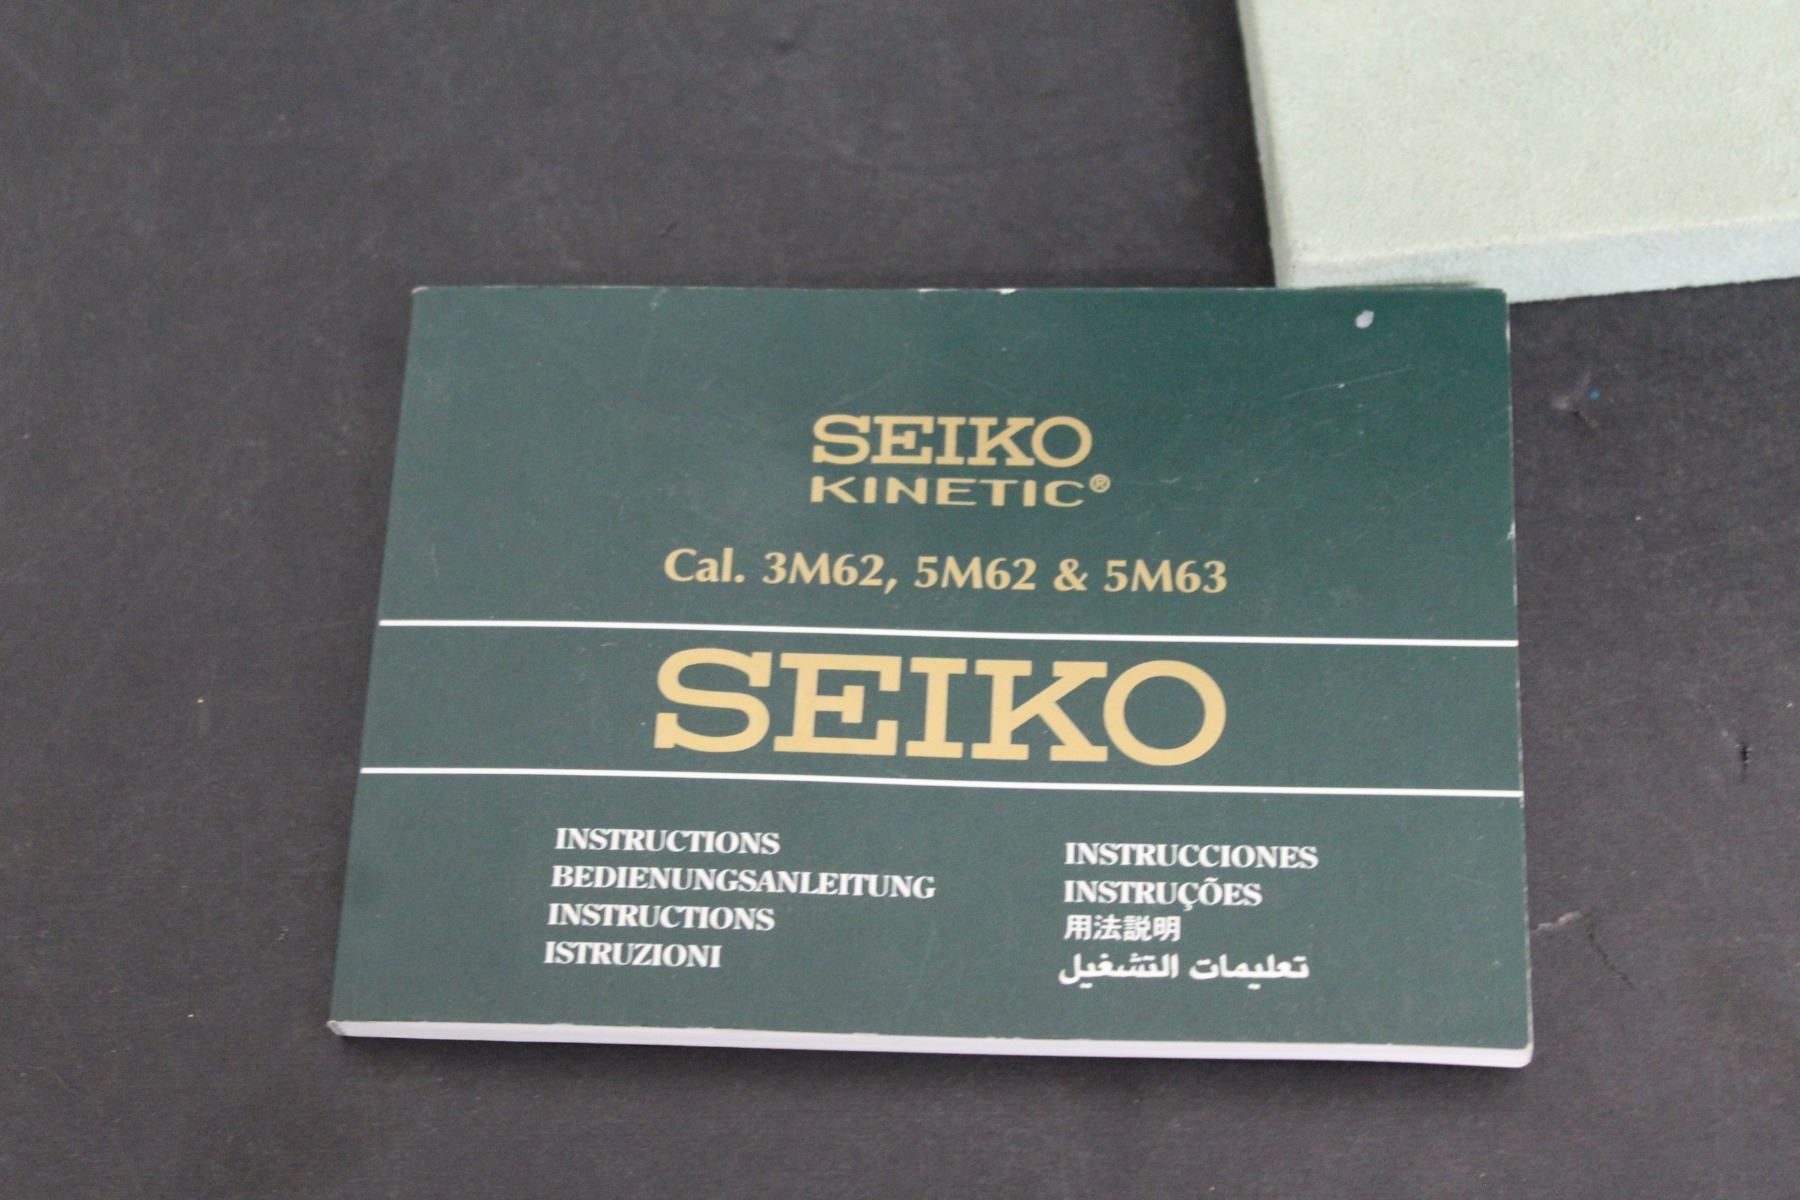 SEIKO
KINETIC®
Cal. 3M62, 5M62 & 5M63
SEIKO
INSTRUCTIONS
BEDIENUNGSANLEITUNG
INSTRUCTIONS
ISTRUZIONI
INSTRUCCIONES
INSTRUÇÕES
用法説明
تعليمات التشغيل